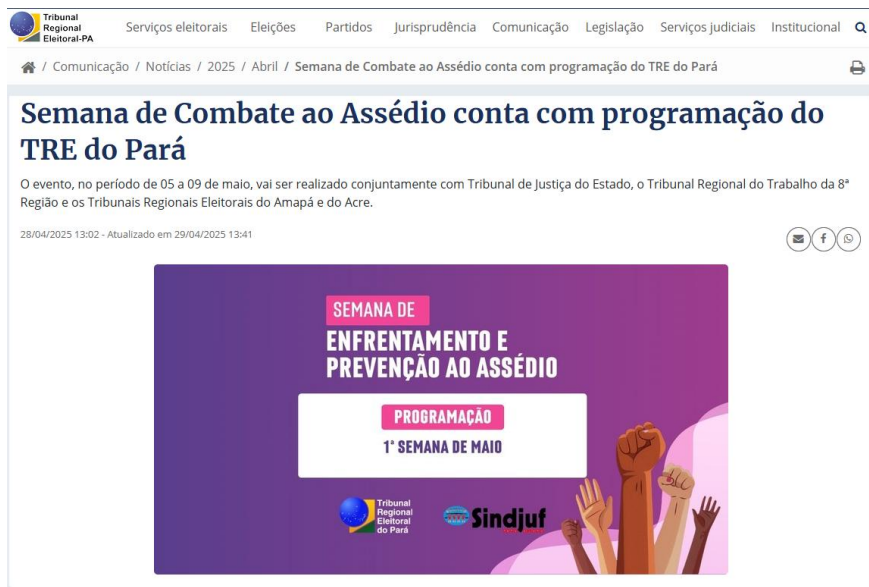 Tribunal
Regional
Eleitoral-PA
Serviços eleitorais Eleições Partidos Jurisprudência Comunicação Legislação Serviços judiciais Institucional
/ Comunicação / Notícias / 2025 / Abril / Semana de Combate ao Assédio conta com programação do TRE do Pará
Semana de Combate ao Assédio conta com programação do
TRE do Pará
O evento, no período de 05 a 09 de maio, vai ser realizado conjuntamente com Tribunal de Justiça do Estado, o Tribunal Regional do Trabalho da 8ª
Região e os Tribunais Regionais Eleitorais do Amapá e do Acre.
28/04/2025 13:02 - Atualizado em 29/04/2025 13:41
SEMANA DE
ENFRENTAMENTO E
PREVENÇÃO AO ASSÉDIO
PROGRAMAÇÃO
1ª SEMANA DE MAIO
Tribunal
Regional
Eleitoral
do Pará
Sindjuf